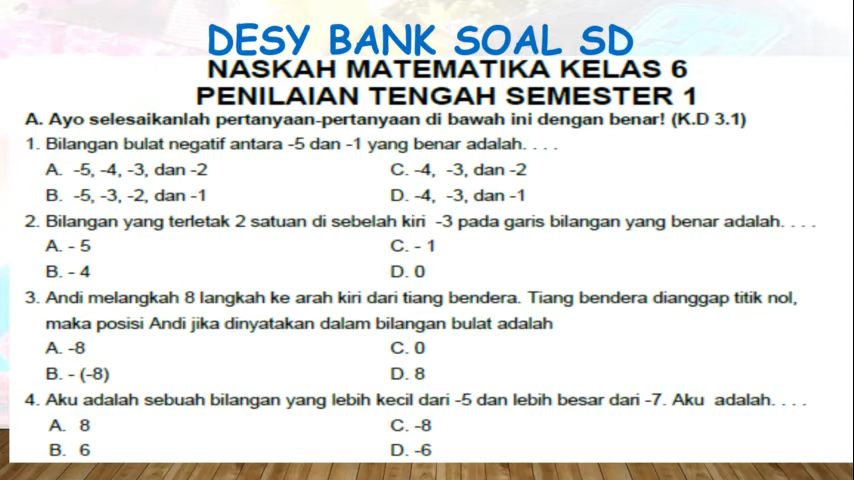 DESY BANK SOAL SD
NASKAH MATEMATIKA KELAS 6
PENILAIAN TENGAH SEMESTER 1
A. Ayo selesaikanlah pertanyaan-pertanyaan di bawah ini dengan benar! (K.D 3.1)
1. Bilangan bulat negatif antara -5 dan -1 yang benar adalah. . . .
A. -5, -4, -3, dan -2 C. -4, -3, dan -2
B. -5, -3, -2, dan -1 D. -4, -3, dan -1
2. Bilangan yang terletak 2 satuan di sebelah kiri -3 pada garis bilangan yang benar adalah. . . .
A. - 5 C. - 1
B. - 4 D. 0
3. Andi melangkah 8 langkah ke arah kiri dari tiang bendera. Tiang bendera dianggap titik nol,
maka posisi Andi jika dinyatakan dalam bilangan bulat adalah
A. -8 C. 0
B. - (-8) D. 8
4. Aku adalah sebuah bilangan yang lebih kecil dari -5 dan lebih besar dari -7. Aku adalah. . . .
A. 8 C. -8
B. 6 D. -6